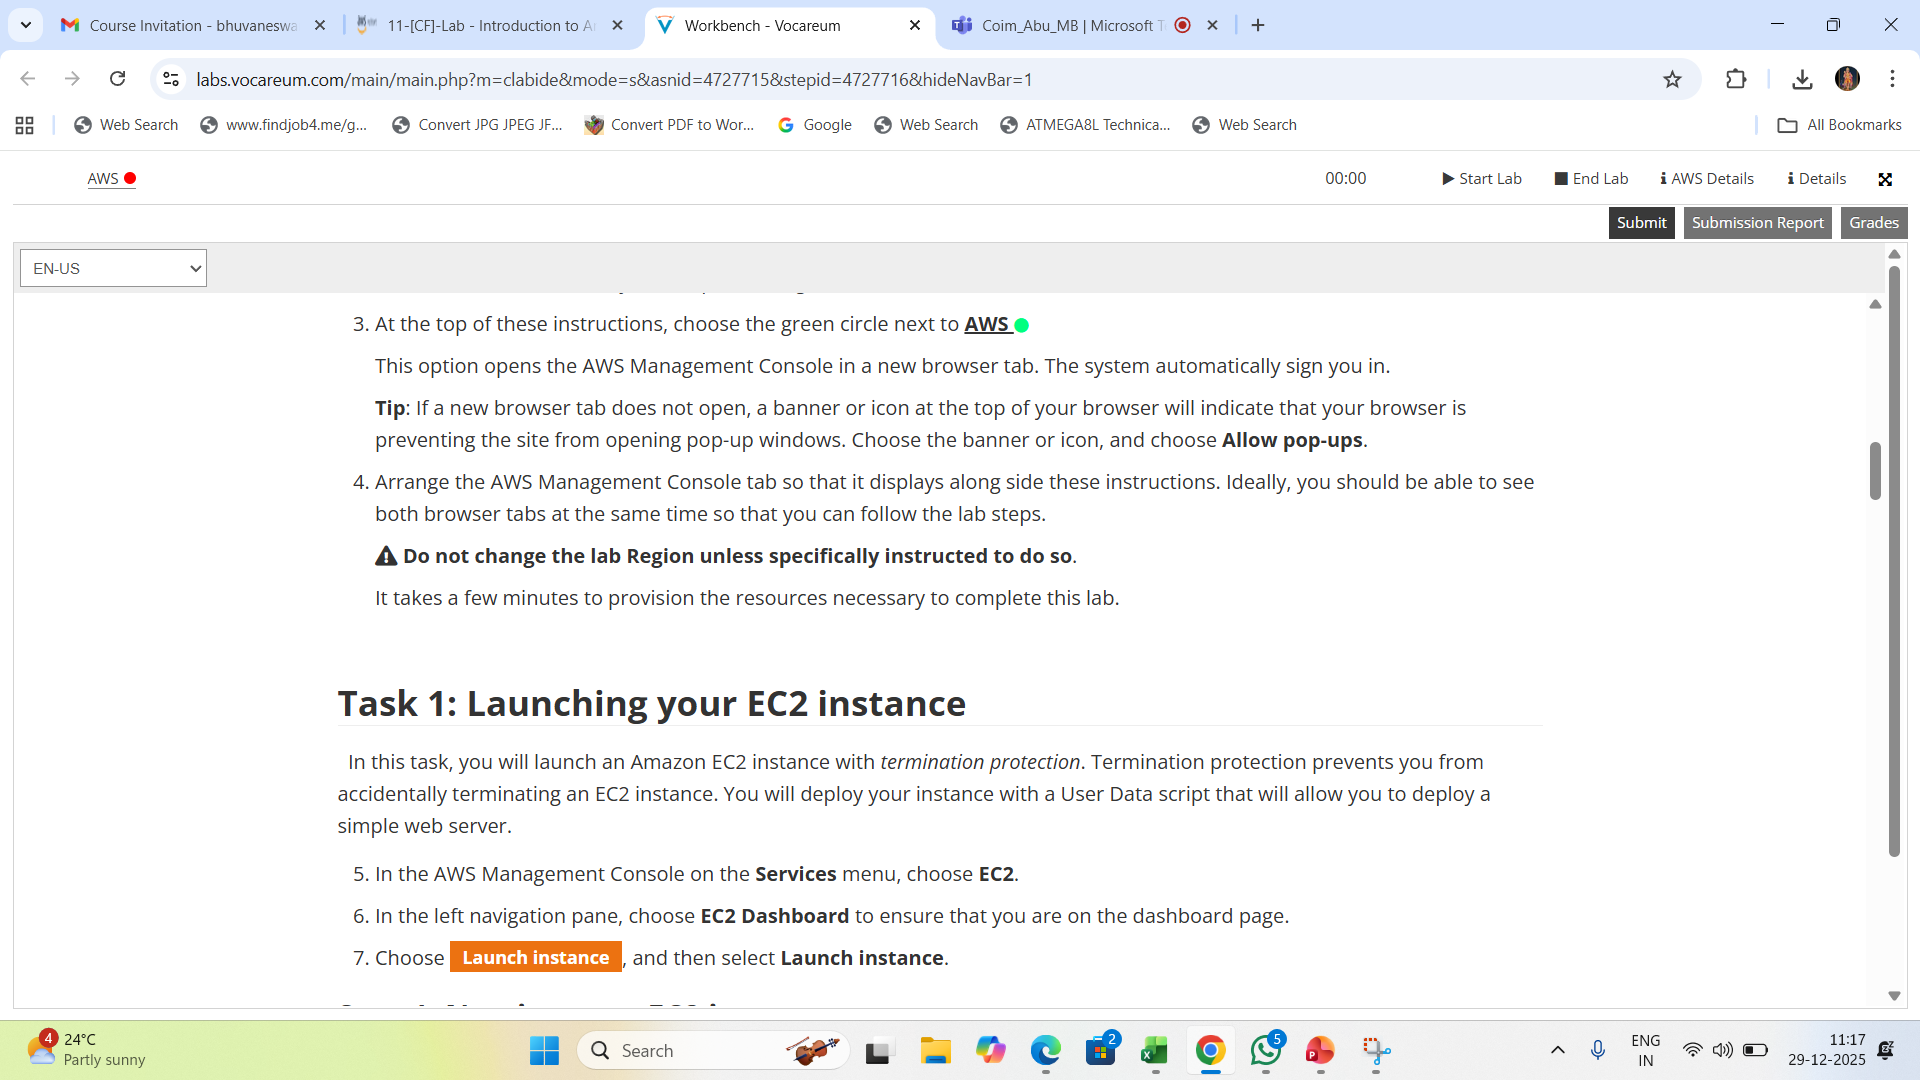 Course Invitation - bhuvaneswa
11-[CF]-Lab - Introduction to A
Workbench - Vocareum
Coim_Abu_MB | Microsoft T
labs.vocareum.com/main/main.php?m=clabide&mode=s&asnid=4727715&stepid=4727716&hideNavBar=1
Web Search
www.findjob4.me/g...
Convert JPG JPEG JF...
Convert PDF to Wor...
Google
Web Search
ATMEGA8L Technica...
Web Search
All Bookmarks
AWS
00:00
Start Lab
End Lab
AWS Details
Details
Submit
Submission Report
Grades
EN-US
3. At the top of these instructions, choose the green circle next to AWS
This option opens the AWS Management Console in a new browser tab. The system automatically sign you in.
Tip: If a new browser tab does not open, a banner or icon at the top of your browser will indicate that your browser is
preventing the site from opening pop-up windows. Choose the banner or icon, and choose Allow pop-ups.
4. Arrange the AWS Management Console tab so that it displays along side these instructions. Ideally, you should be able to see
both browser tabs at the same time so that you can follow the lab steps.
Do not change the lab Region unless specifically instructed to do so.
It takes a few minutes to provision the resources necessary to complete this lab.
Task 1: Launching your EC2 instance
In this task, you will launch an Amazon EC2 instance with termination protection. Termination protection prevents you from
accidentally terminating an EC2 instance. You will deploy your instance with a User Data script that will allow you to deploy a
simple web server.
5. In the AWS Management Console on the Services menu, choose EC2.
6. In the left navigation pane, choose EC2 Dashboard to ensure that you are on the dashboard page.
7. Choose Launch instance, and then select Launch instance.
4
24°C
Partly sunny
Search
2
5
ENG
IN
11:17
29-12-2025